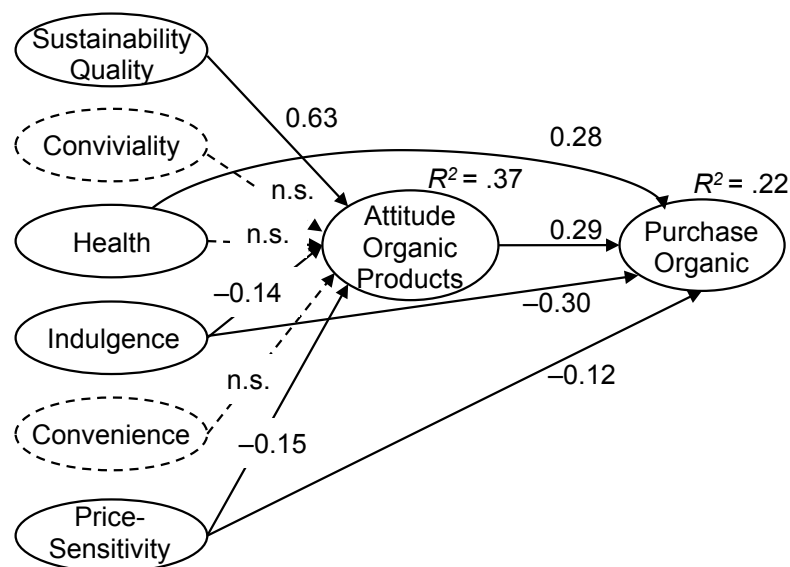 Sustainability
Quality
0.63
Conviviality
0.28
n.s.
R² = .37
R² = .22
Health
n.s.
Attitude
Organic
Products
0.29
Purchase
Organic
–0.14
Indulgence
–0.30
n.s.
–0.12
Convenience
–0.15
Price-
Sensitivity